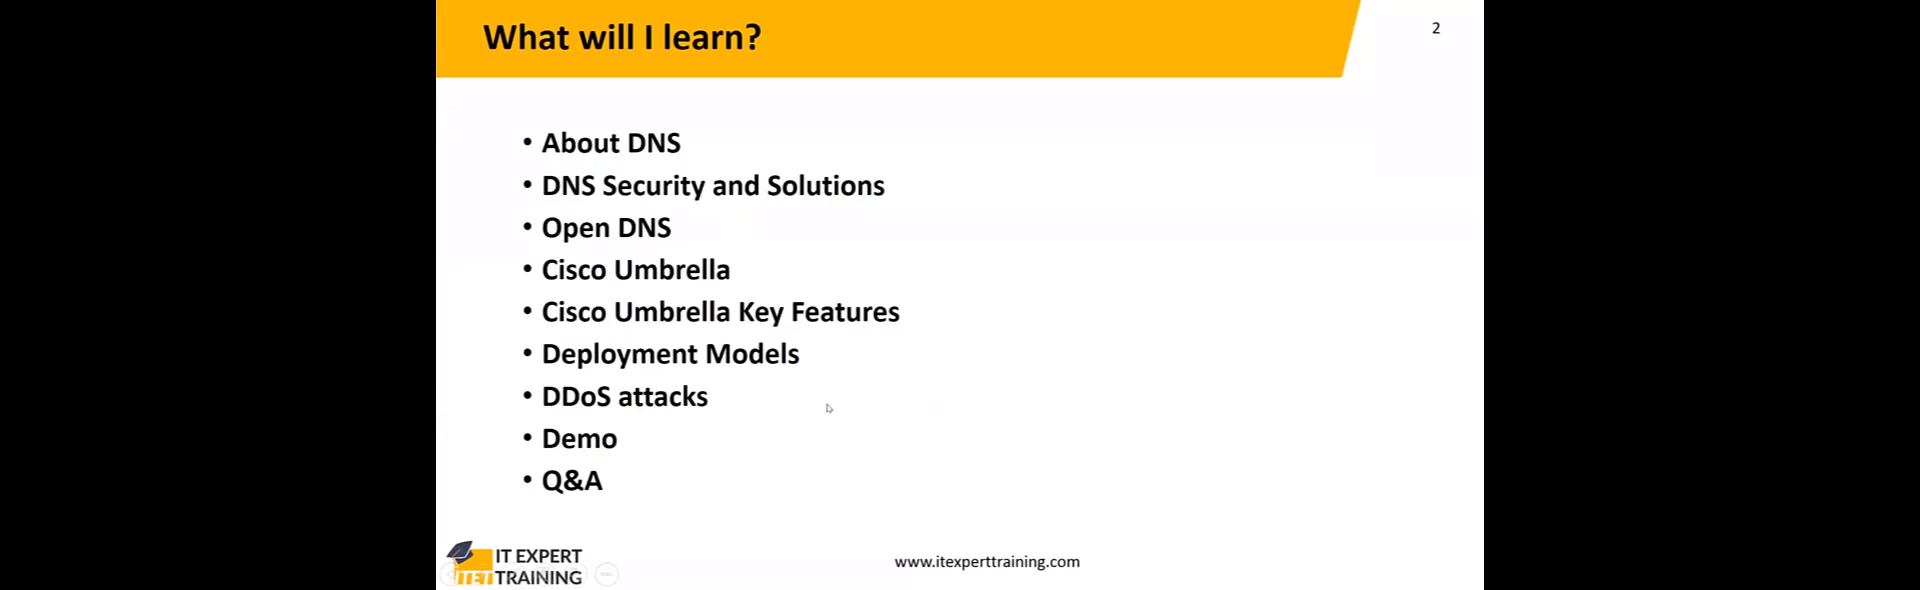 What will I learn?
2
• About DNS
• DNS Security and Solutions
• Open DNS
• Cisco Umbrella
• Cisco Umbrella Key Features
• Deployment Models
• DDoS attacks
• Demo
• Q&A
IT EXPERT
ITET TRAINING
www.itexperttraining.com